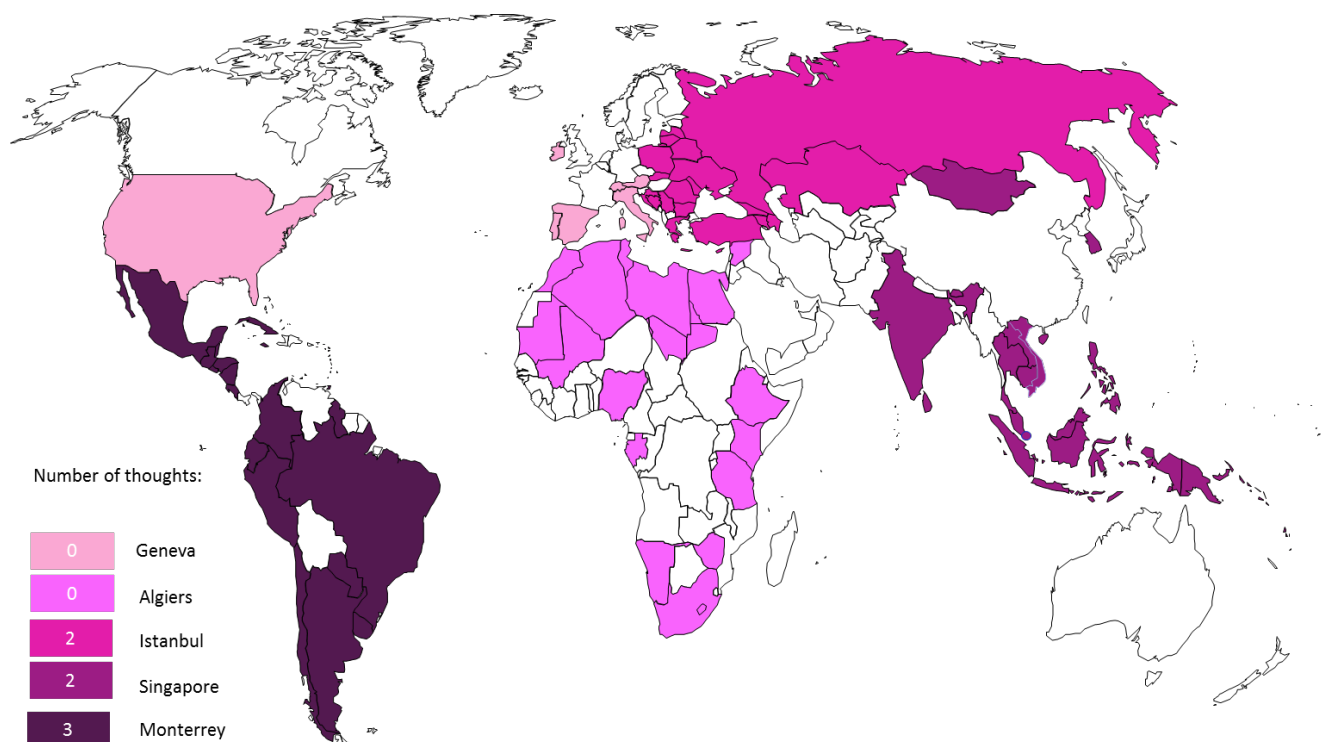 Number of thoughts:
0 Geneva
0 Algiers
2 Istanbul
2 Singapore
3 Monterrey